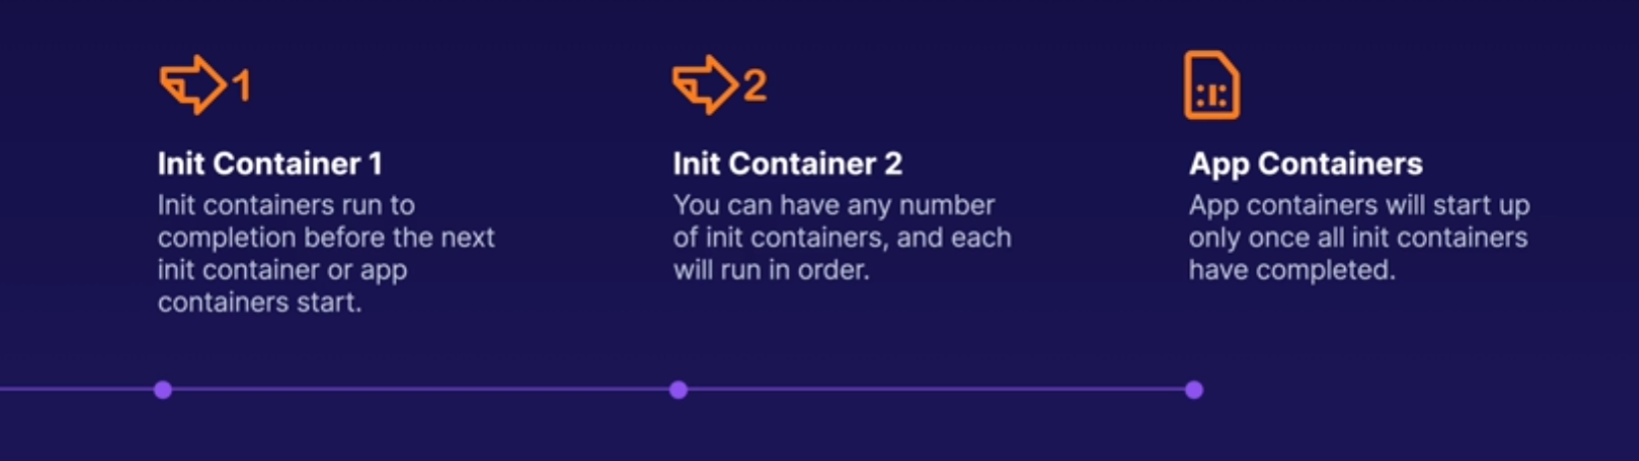 1
2
Init Container 1
Init containers run to
completion before the next
init container or app
containers start.
Init Container 2
You can have any number
of init containers, and each
will run in order.
App Containers
App containers will start up
only once all init containers
have completed.